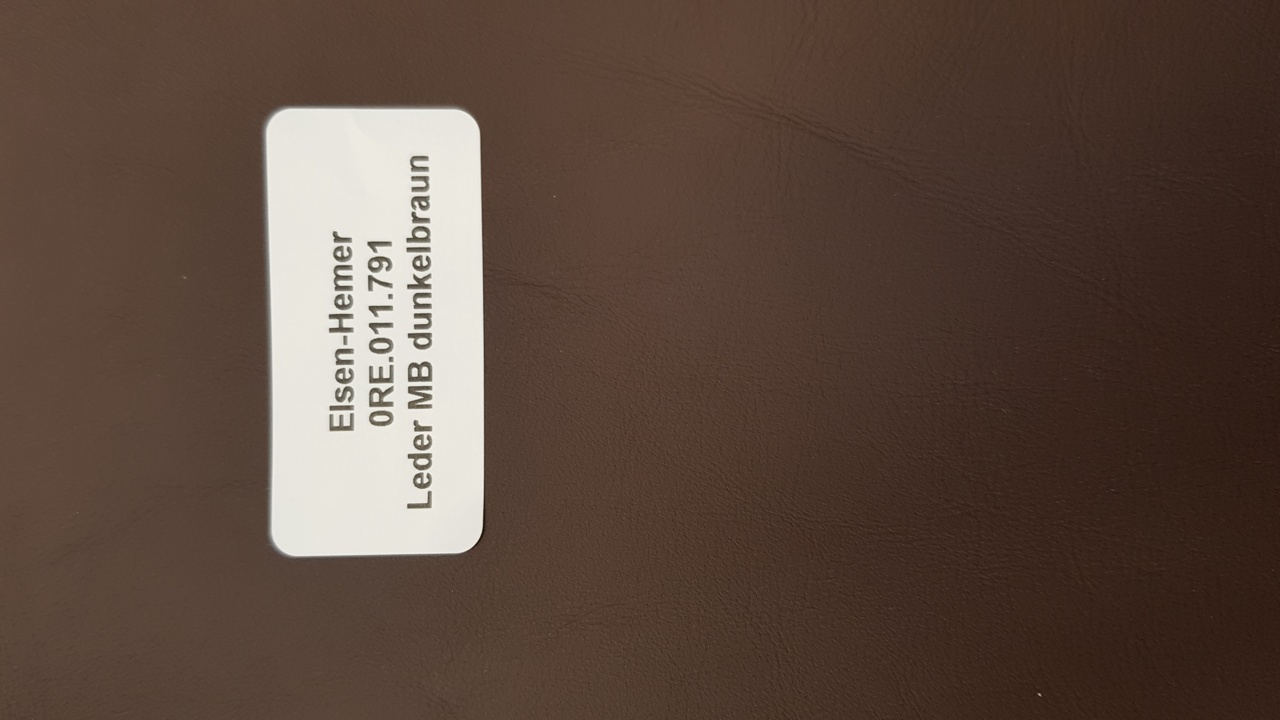 Elsen-Hemer
0RE.011.791
Leder MB dunkelbraun